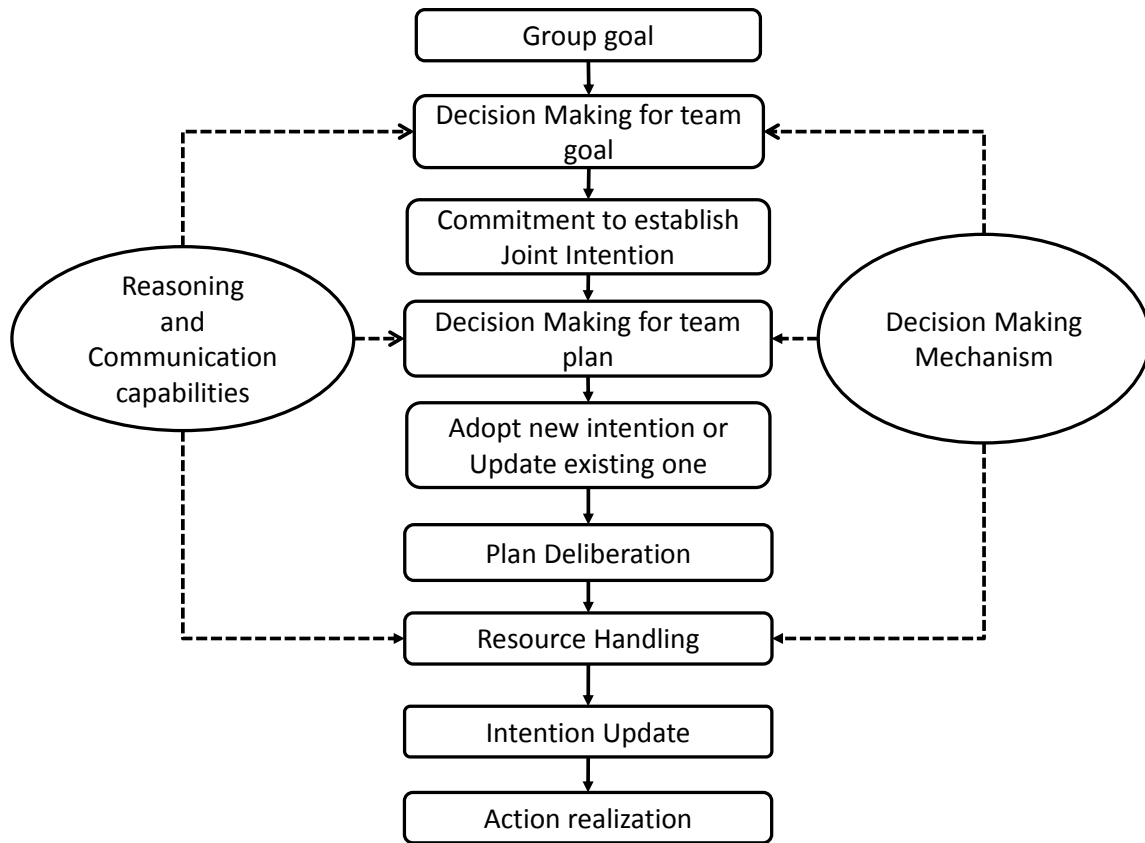 Group goal
Decision Making for team
goal
Commitment to establish
Joint Intention
Reasoning
and
Communication
capabilities
Decision Making for team
plan
Decision Making
Mechanism
Adopt new intention or
Update existing one
Plan Deliberation
Resource Handling
Intention Update
Action realization